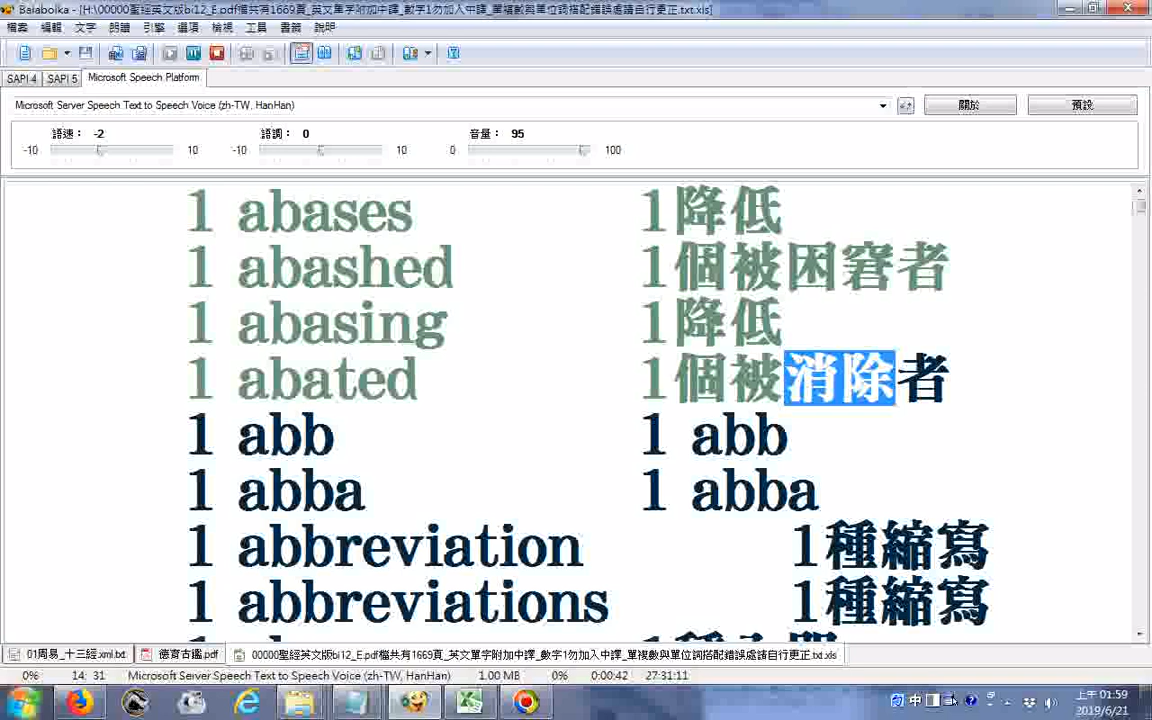 Balabolka - [H:\00000聖經英文版bi12_E.pdf檔共有1669頁_英文單字附加中譯_數字1勿加入中譯_單複數與單位詞搭配錯誤處請自行更正.txt.xls]
檔案 編輯 文字 朗讀 引擎 選項 檢視 工具 書籤 說明
SAPI 4 SAPI 5 Microsoft Speech Platform
Microsoft Server Speech Text to Speech Voice (zh-TW, HanHan) 關於 預設
語速: -2 語調: 0 音量: 95
-10 10 -10 10 0 100
1 abases 1降低
1 abashed 1個被困窘者
1 abasing 1降低
1 abated 1個被消除者
1 abb 1 abb
1 abba 1 abba
1 abbreviation 1種縮寫
1 abbreviations 1種縮寫
01周易_十三經.xml.txt 德育古鑑.pdf 00000聖經英文版bi12_E.pdf檔共有1669頁_英文單字附加中譯_數字1勿加入中譯_單複數與單位詞搭配錯誤處請自行更正.txt.xls
0% 14: 31 Microsoft Server Speech Text to Speech Voice (zh-TW, HanHan) 1.00 MB 0% 0:00:42 27:31:11
中 上午 01:59
2019/6/21